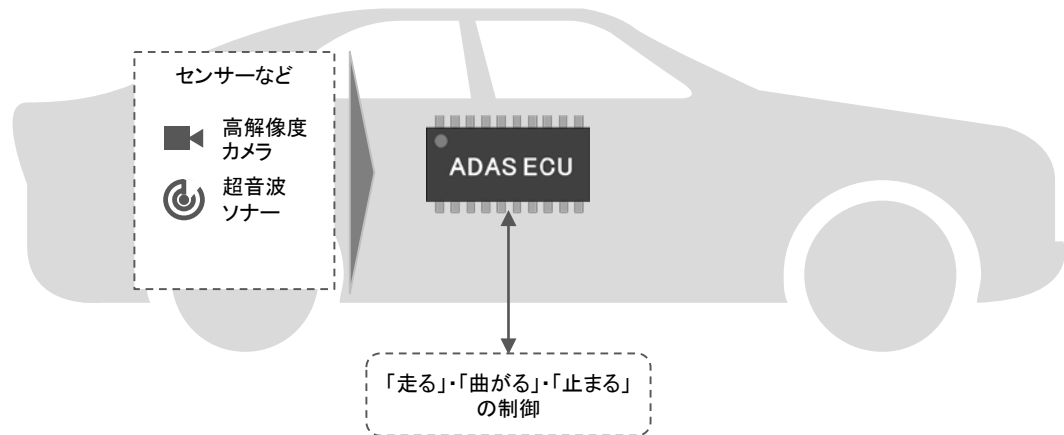 センサーなど
高解像度
カメラ
超音波
ソナー
ADAS ECU
「走る」・「曲がる」・「止まる」
の制御